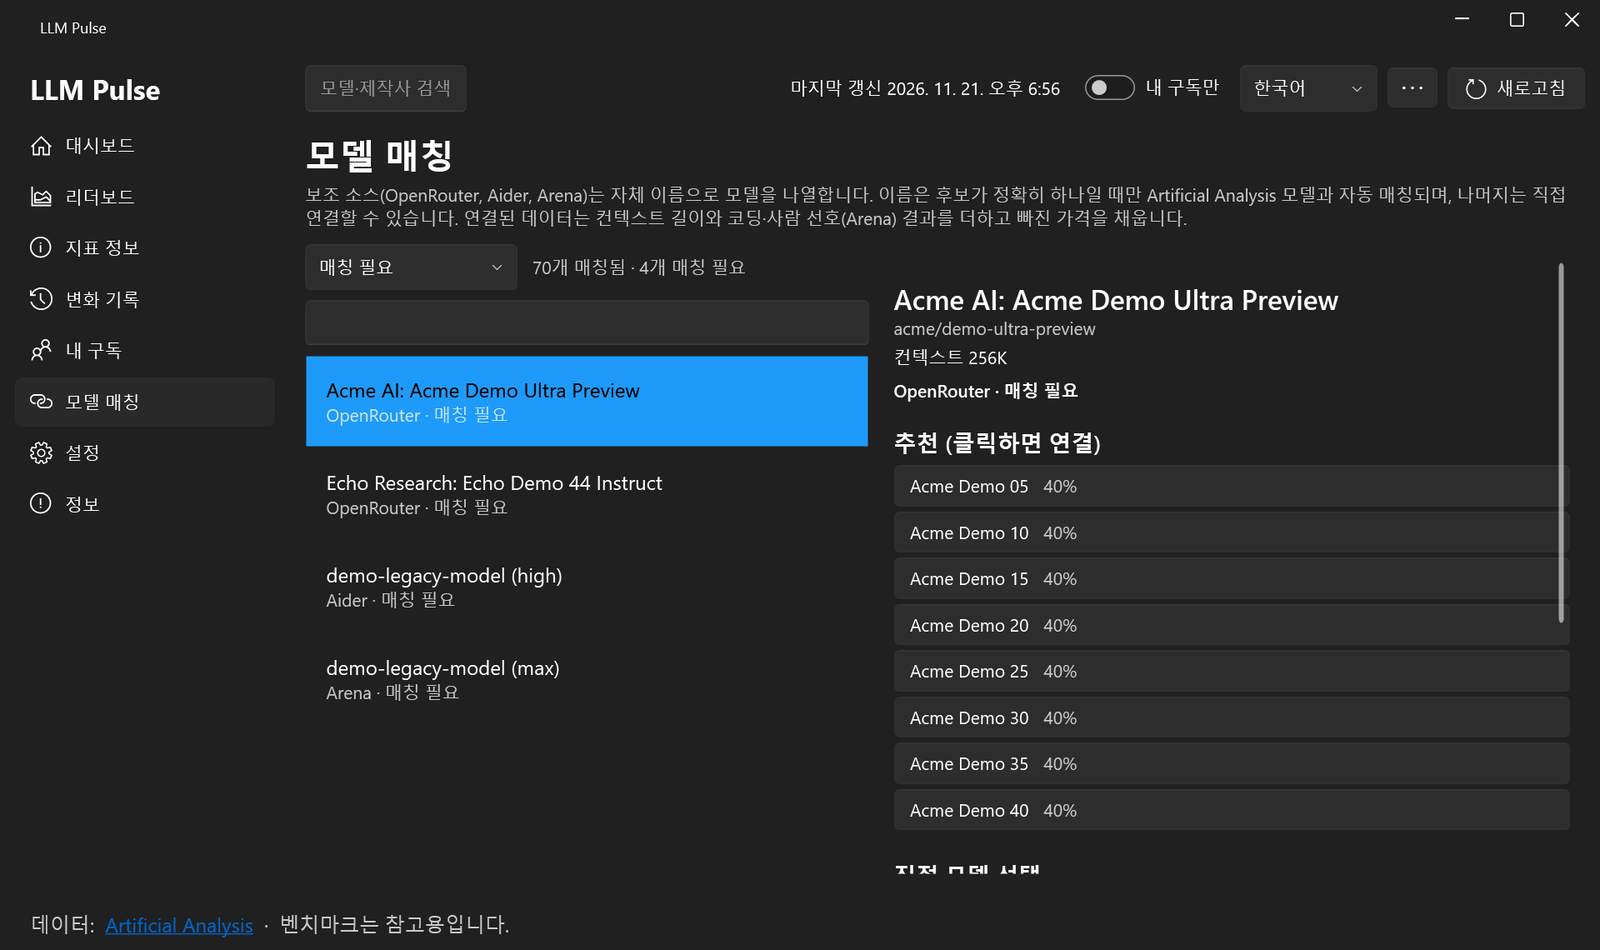 LLM Pulse
LLM Pulse
대시보드
리더보드
지표 정보
변화 기록
내 구독
모델 매칭
설정
정보
모델·제작사 검색
마지막 갱신 2026. 11. 21. 오후 6:56
내 구독만
한국어
새로고침
모델 매칭
보조 소스(OpenRouter, Aider, Arena)는 자체 이름으로 모델을 나열합니다. 이름은 후보가 정확히 하나일 때만 Artificial Analysis 모델과 자동 매칭되며, 나머지는 직접
연결할 수 있습니다. 연결된 데이터는 컨텍스트 길이와 코딩·사람 선호(Arena) 결과를 더하고 빠진 가격을 채웁니다.
매칭 필요
70개 매칭됨 · 4개 매칭 필요
Acme AI: Acme Demo Ultra Preview
OpenRouter · 매칭 필요
Echo Research: Echo Demo 44 Instruct
OpenRouter · 매칭 필요
demo-legacy-model (high)
Aider · 매칭 필요
demo-legacy-model (max)
Arena · 매칭 필요
Acme AI: Acme Demo Ultra Preview
acme/demo-ultra-preview
컨텍스트 256K
OpenRouter · 매칭 필요
추천 (클릭하면 연결)
Acme Demo 05 40%
Acme Demo 10 40%
Acme Demo 15 40%
Acme Demo 20 40%
Acme Demo 25 40%
Acme Demo 30 40%
Acme Demo 35 40%
Acme Demo 40 40%
직접 모델 선택
데이터: Artificial Analysis · 벤치마크는 참고용입니다.